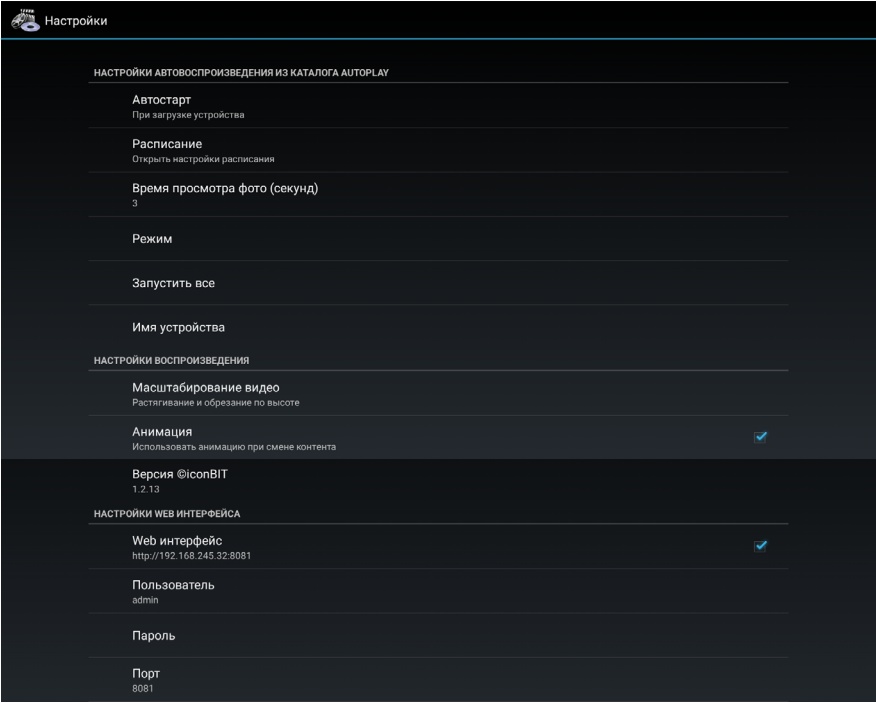 Настройки
НАСТРОЙКИ АВТОВОСПРОИЗВЕДЕНИЯ ИЗ КАТАЛОГА AUTOPLAY
Автостарт
При загрузке устройства
Расписание
Открыть настройки расписания
Время просмотра фото (секунд)
3
Режим
Запустить все
Имя устройства
НАСТРОЙКИ ВОСПРОИЗВЕДЕНИЯ
Масштабирование видео
Растягивание и обрезание по высоте
Анимация
Использовать анимацию при смене контента
Версия ©iconBIT
1.2.13
НАСТРОЙКИ WEB ИНТЕРФЕЙСА
Web интерфейс
http://192.168.245.32:8081
Пользователь
admin
Пароль
Порт
8081